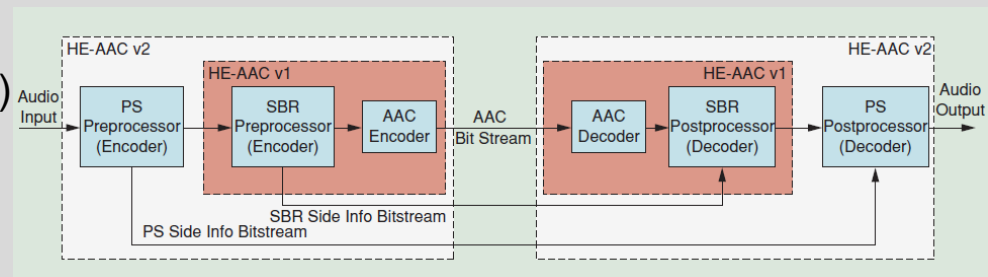 HE-AAC v2
HE-AAC v2
HE-AAC v1
HE-AAC v1
)
Audio
Input
PS
Preprocessor
(Encoder)
SBR
Preprocessor
(Encoder)
AAC
Encoder
AAC
Bit Stream
AAC
Decoder
SBR
Postprocessor
(Decoder)
PS
Postprocessor
(Decoder)
Audio
Output
SBR Side Info Bitstream
PS Side Info Bitstream